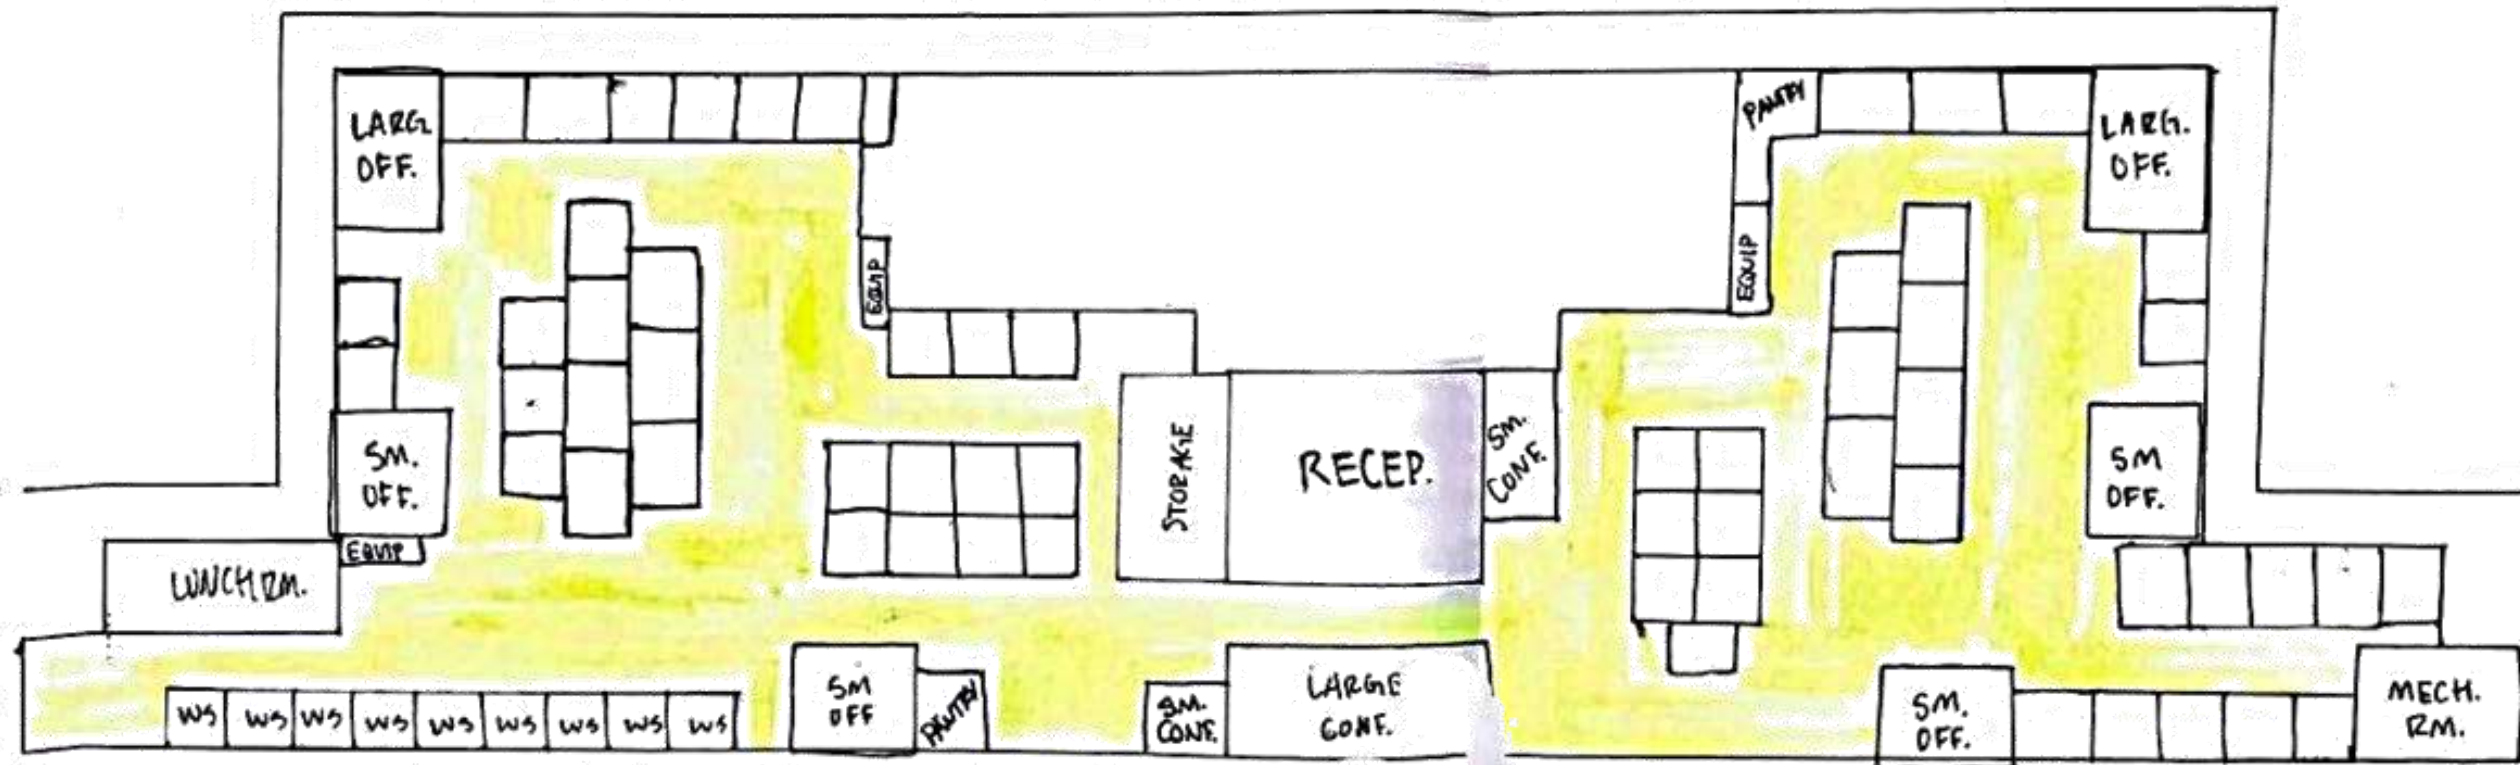 LARG.
OFF.
PANTRY
LARG.
OFF.
EQUIP
EQUIP
SM.
OFF.
STORAGE
RECEP.
SM.
CONF.
SM
OFF.
EQUIP
LUNCH RM.
WS WS WS WS WS WS WS WS WS
SM
OFF
PANTRY
SM.
CONF.
LARGE
CONF.
SM.
OFF.
MECH.
RM.